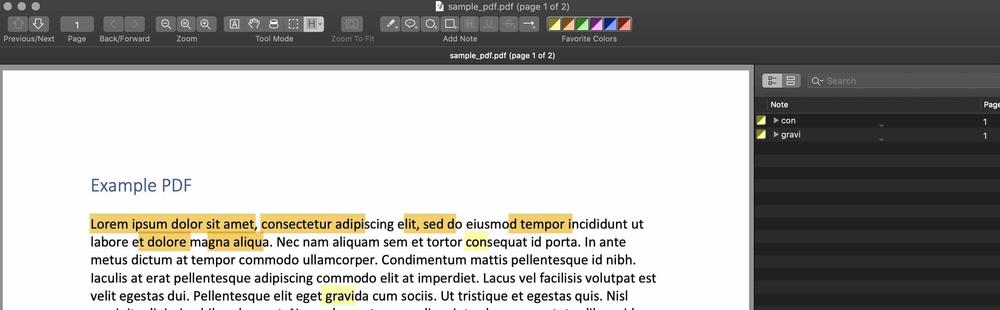 sample_pdf.pdf (page 1 of 2)
1
H
Previous/Next Page Back/Forward Zoom Tool Mode Zoom To Fit Add Note Favorite Colors
sample_pdf.pdf (page 1 of 2)
Search
Note Page
con 1
gravi 1
Example PDF
Lorem ipsum dolor sit amet, consectetur adipiscing elit, sed do eiusmod tempor incididunt ut
labore et dolore magna aliqua. Nec nam aliquam sem et tortor consequat id porta. In ante
metus dictum at tempor commodo ullamcorper. Condimentum mattis pellentesque id nibh.
Iaculis at erat pellentesque adipiscing commodo elit at imperdiet. Lacus vel facilisis volutpat est
velit egestas dui. Pellentesque elit eget gravida cum sociis. Ut tristique et egestas quis. Nisl